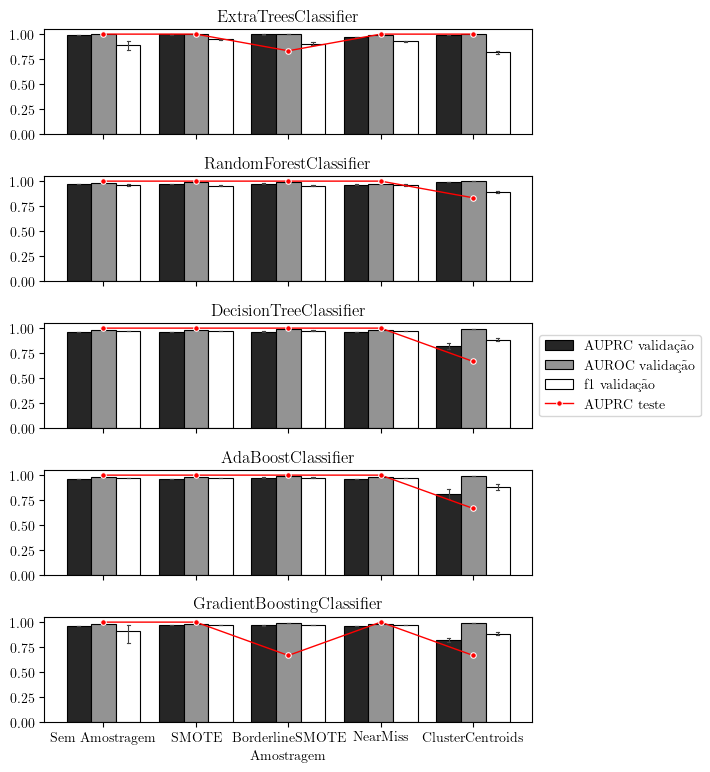 ExtraTreesClassifier
1.00
0.75
0.50
0.25
0.00
RandomForestClassifier
1.00
0.75
0.50
0.25
0.00
DecisionTreeClassifier
1.00
0.75
0.50
0.25
0.00
AUPRC validação
AUROC validação
f1 validação
AUPRC teste
AdaBoostClassifier
1.00
0.75
0.50
0.25
0.00
GradientBoostingClassifier
1.00
0.75
0.50
0.25
0.00
Sem Amostragem SMOTE BorderlineSMOTE NearMiss ClusterCentroids
Amostragem